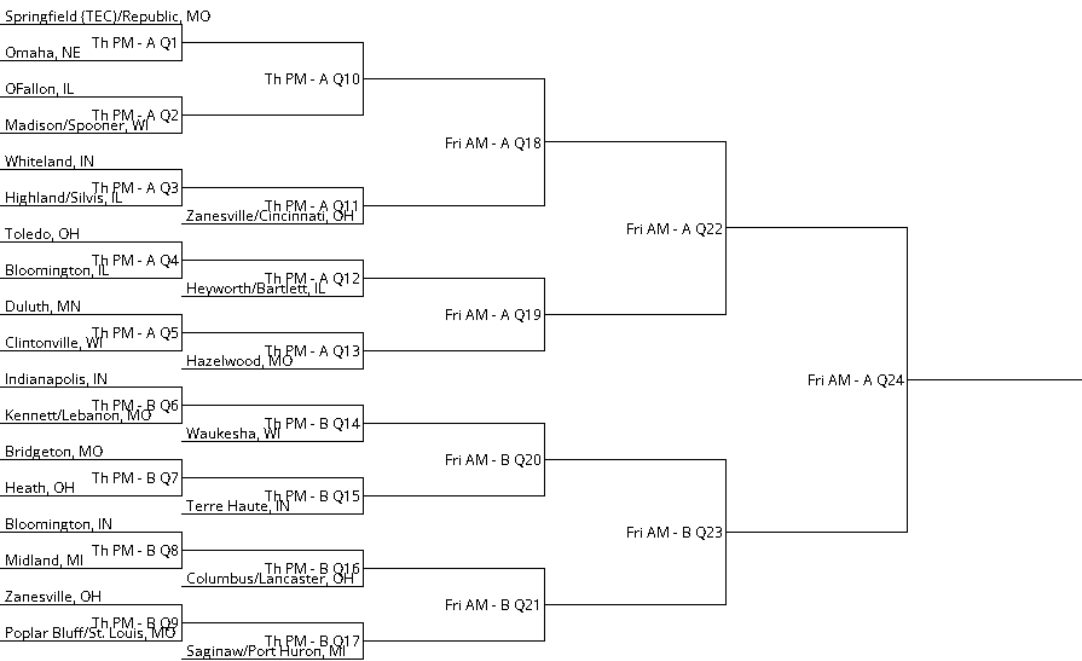 Springfield {TEC)/Republic, MO
Th PM - A Q1
Omaha, NE
Th PM - A Q10
OFallon, IL
Th PM - A Q2
Madison/Spooner, WI
Fri AM - A Q18
Whiteland, IN
Th PM - A Q3
Highland/Silvis, IL
Th PM - A Q11
Zanesville/Cincinnati, OH
Fri AM - A Q22
Toledo, OH
Th PM - A Q4
Bloomington, IL
Th PM - A Q12
Heyworth/Bartlett, IL
Duluth, MN
Fri AM - A Q19
Th PM - A Q5
Clintonville, WI
Th PM - A Q13
Hazelwood, MO
Indianapolis, IN
Fri AM - A Q24
Th PM - B Q6
Kennett/Lebanon, MO
Th PM - B Q14
Waukesha, WI
Bridgeton, MO
Fri AM - B Q20
Th PM - B Q7
Heath, OH
Th PM - B Q15
Terre Haute, IN
Bloomington, IN
Fri AM - B Q23
Th PM - B Q8
Midland, MI
Th PM - B Q16
Columbus/Lancaster, OH
Zanesville, OH
Fri AM - B Q21
Th PM - B Q9
Poplar Bluff/St. Louis, MO
Th PM - B Q17
Saginaw/Port Huron, MI